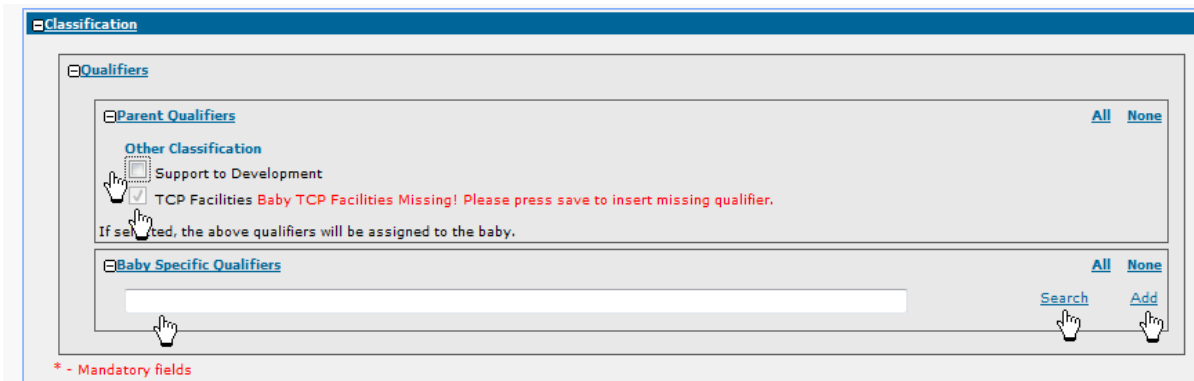 Classification
Qualifiers
Parent Qualifiers All None
Other Classification
Support to Development
TCP Facilities Baby TCP Facilities Missing! Please press save to insert missing qualifier.
If selected, the above qualifiers will be assigned to the baby.
Baby Specific Qualifiers All None
Search Add
* - Mandatory fields